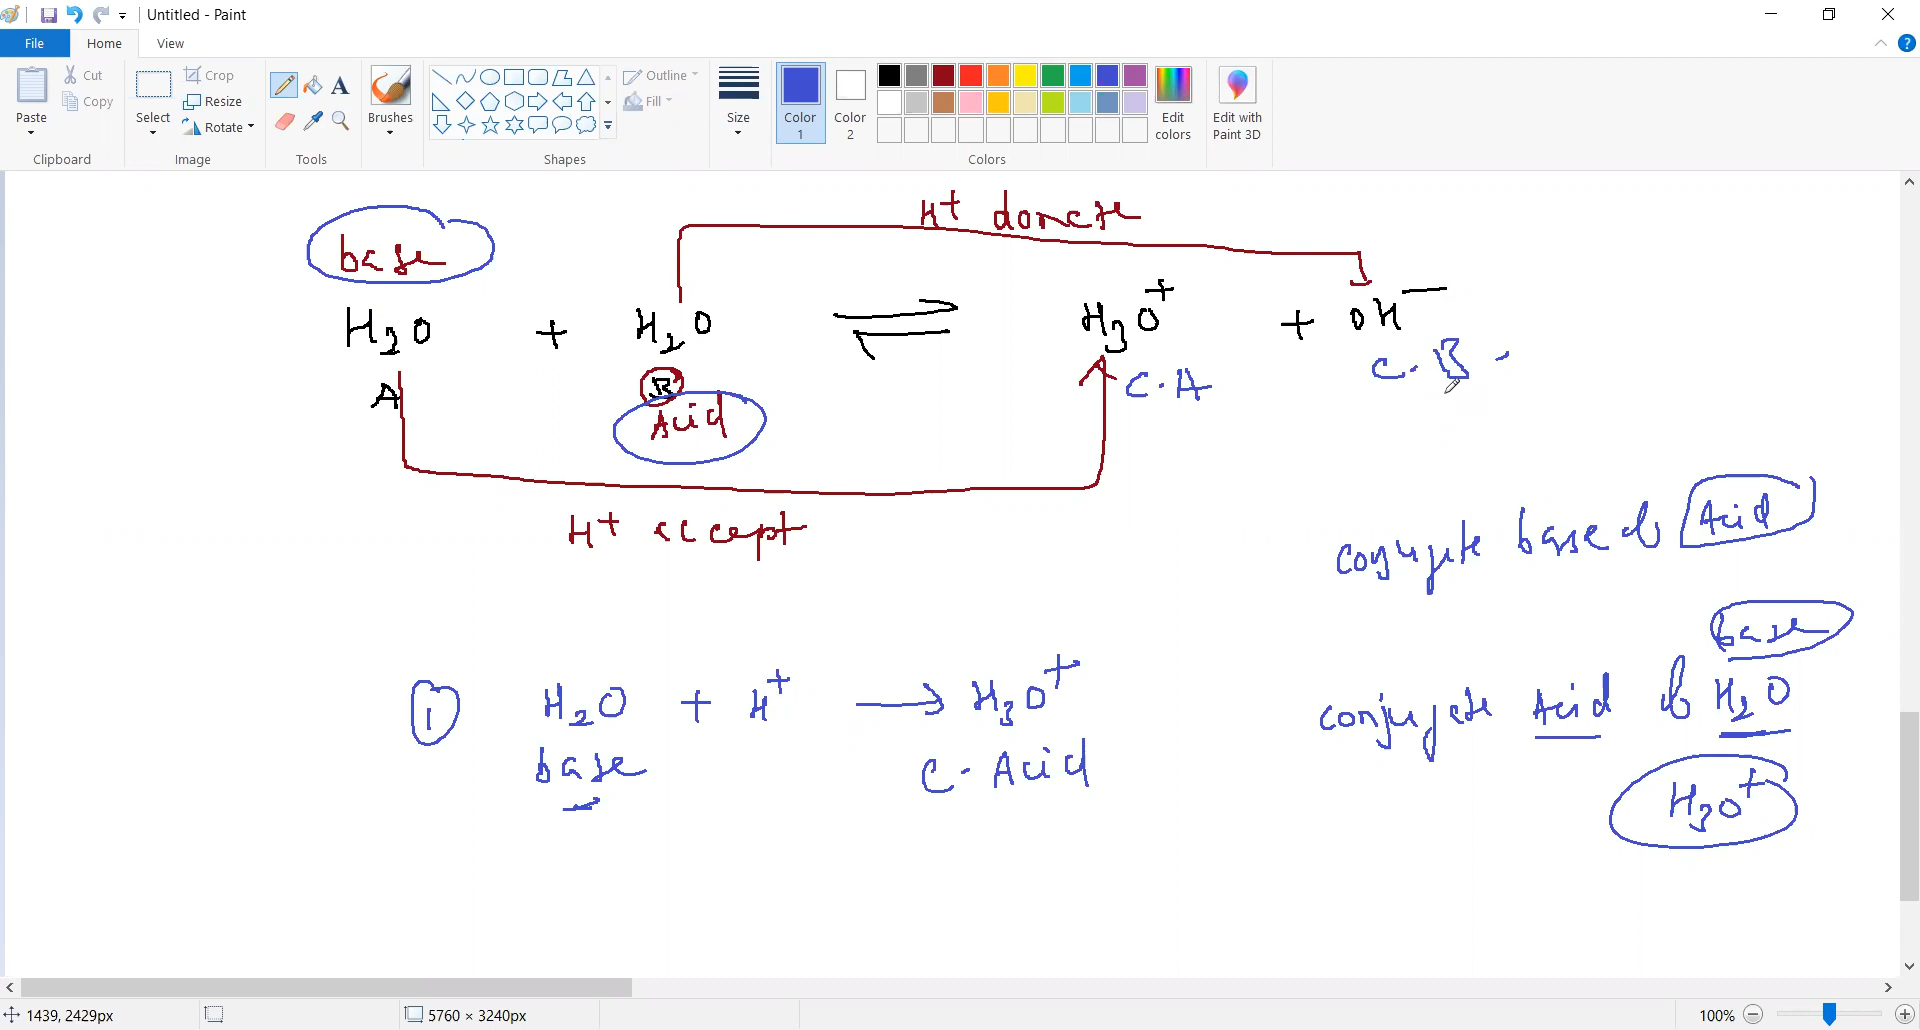 Untitled - Paint
File Home View
Paste Cut Copy Clipboard
Select Crop Resize Rotate Image
Tools
Brushes
Outline Fill Shapes
Size
Color 1 Color 2 Edit colors Colors
Edit with Paint 3D
H⁺ donate
base
H₂O + H₂O ⇌ H₃O⁺ + OH⁻
A B C.A C.B.
Acid
H⁺ accept
conjugate base of Acid
base
① H₂O + H⁺ → H₃O⁺
conjugate Acid of H₂O
base C. Acid
H₃O⁺
1439, 2429px 5760 × 3240px 100%